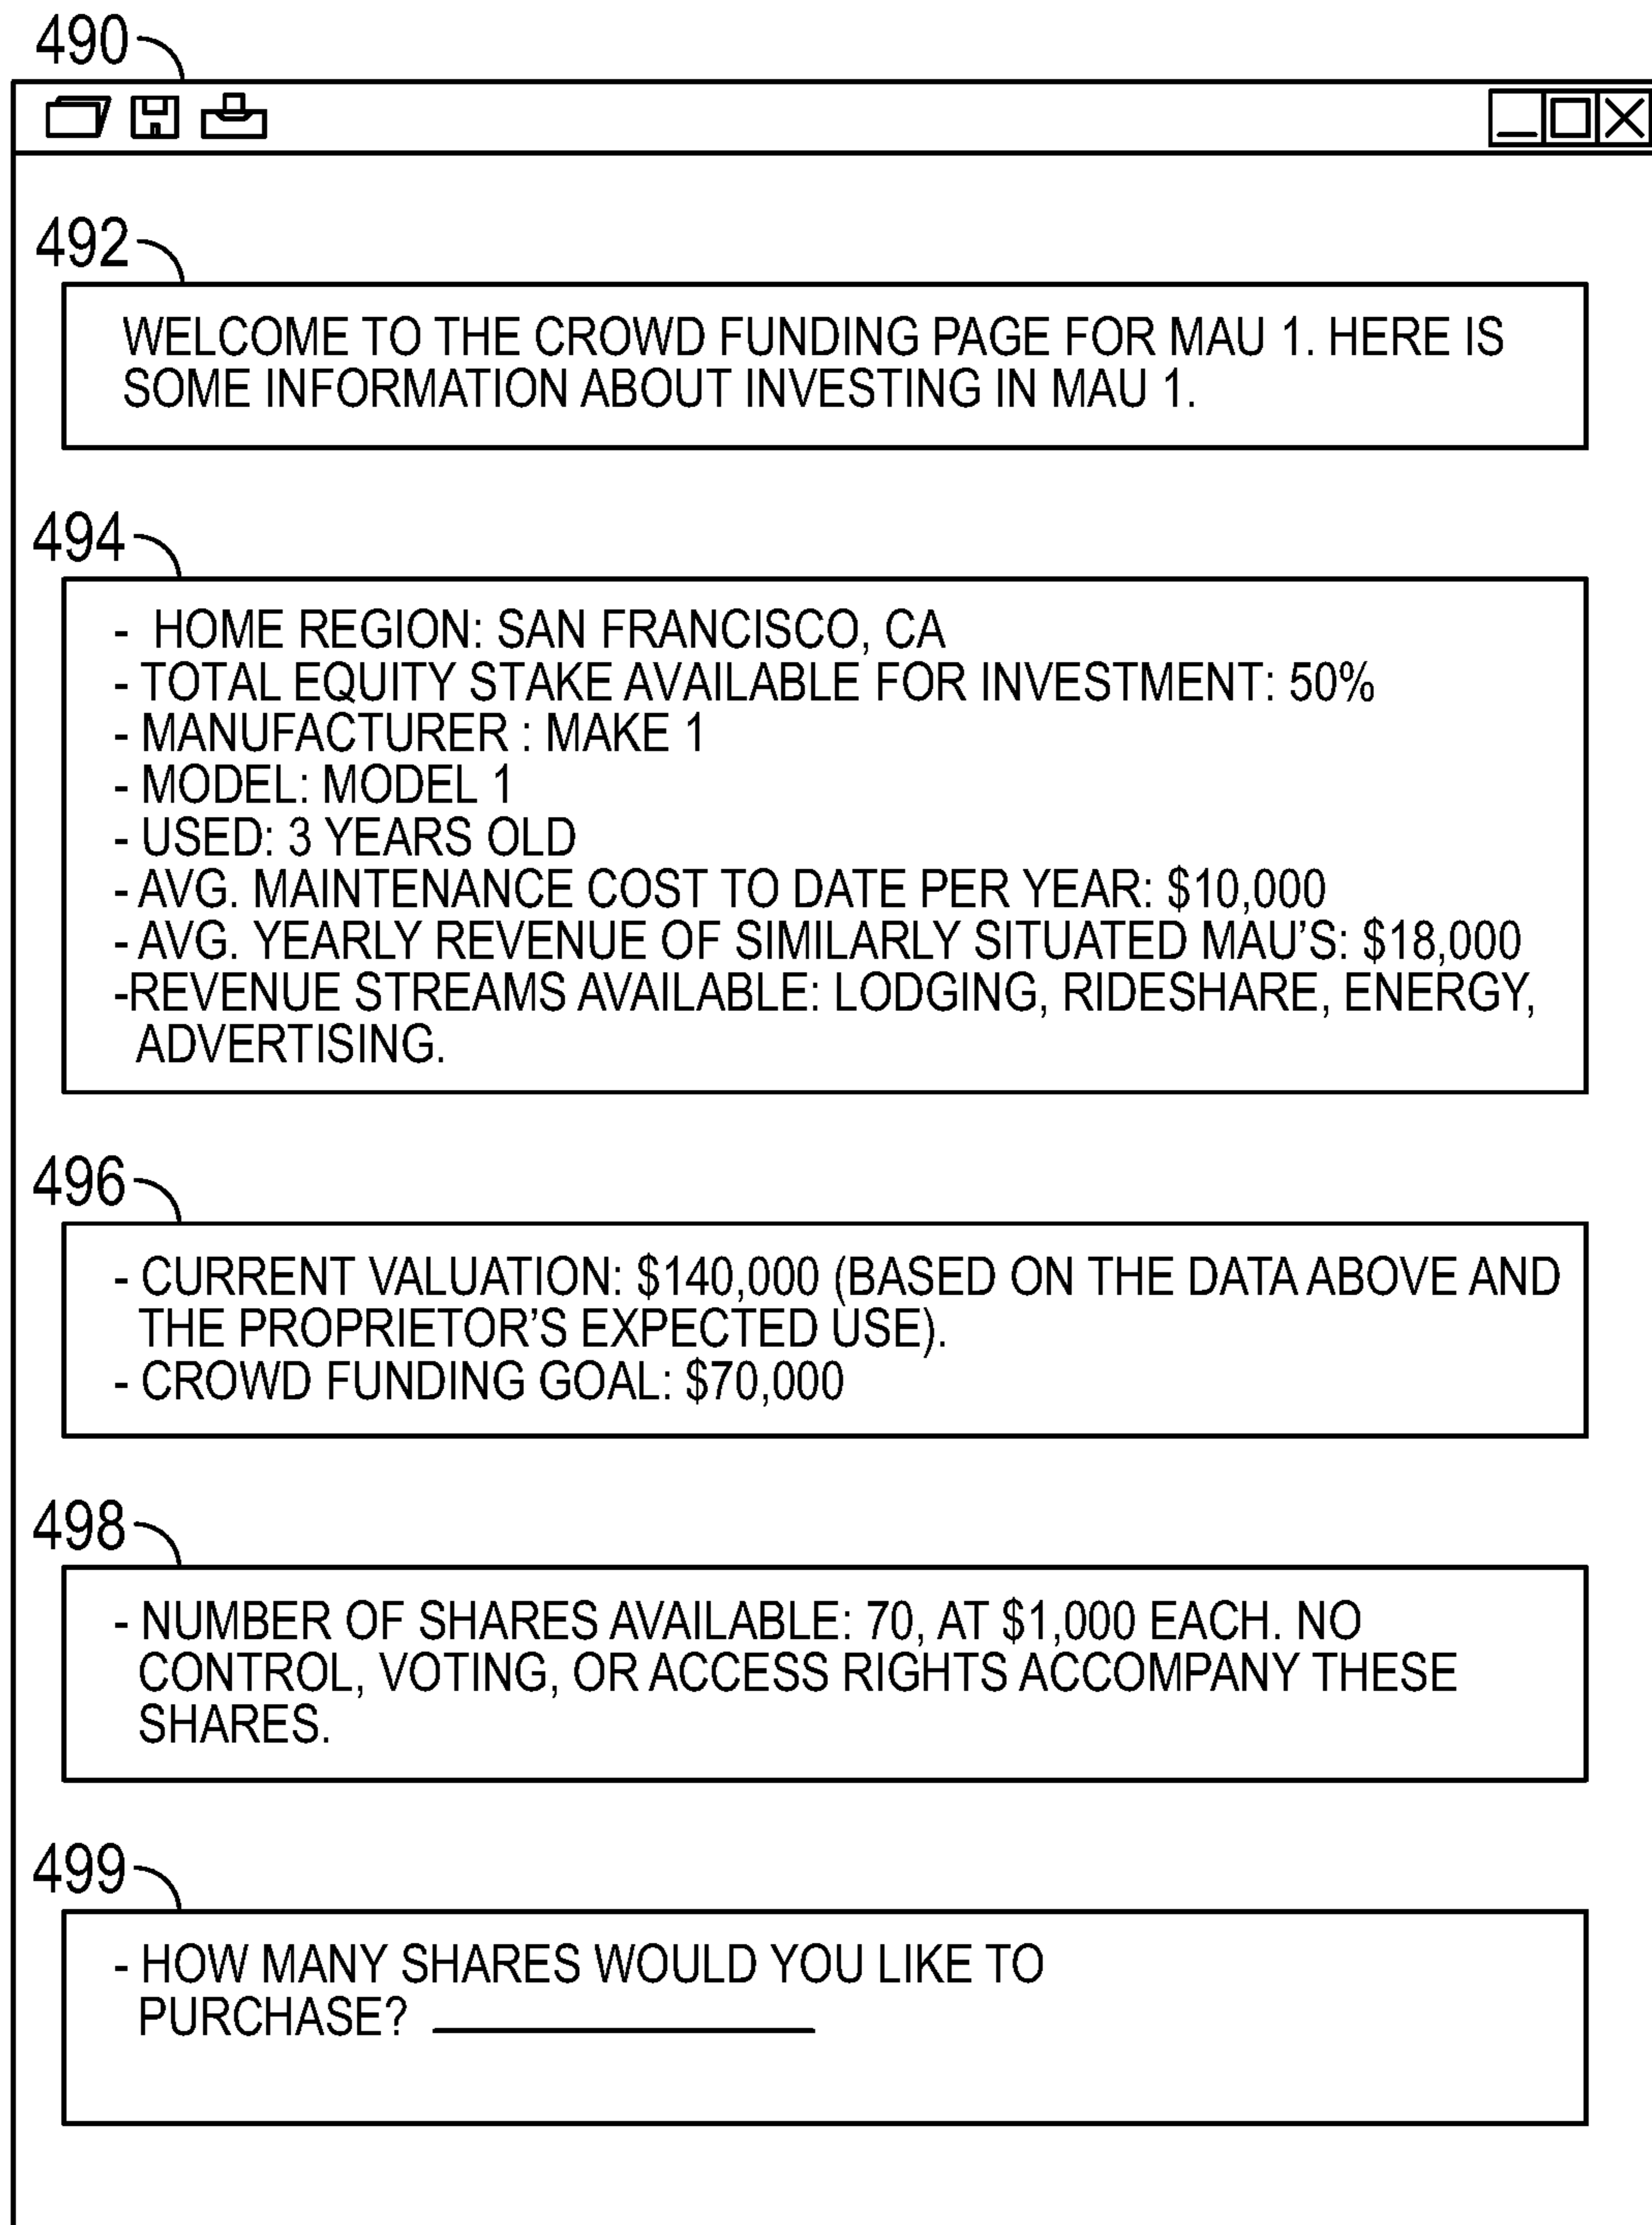 490
492
WELCOME TO THE CROWD FUNDING PAGE FOR MAU 1. HERE IS
SOME INFORMATION ABOUT INVESTING IN MAU 1.
494
- HOME REGION: SAN FRANCISCO, CA
- TOTAL EQUITY STAKE AVAILABLE FOR INVESTMENT: 50%
- MANUFACTURER : MAKE 1
- MODEL: MODEL 1
- USED: 3 YEARS OLD
- AVG. MAINTENANCE COST TO DATE PER YEAR: $10,000
- AVG. YEARLY REVENUE OF SIMILARLY SITUATED MAU'S: $18,000
-REVENUE STREAMS AVAILABLE: LODGING, RIDESHARE, ENERGY,
ADVERTISING.
496
- CURRENT VALUATION: $140,000 (BASED ON THE DATA ABOVE AND
THE PROPRIETOR'S EXPECTED USE).
- CROWD FUNDING GOAL: $70,000
498
- NUMBER OF SHARES AVAILABLE: 70, AT $1,000 EACH. NO
CONTROL, VOTING, OR ACCESS RIGHTS ACCOMPANY THESE
SHARES.
499
- HOW MANY SHARES WOULD YOU LIKE TO
PURCHASE?